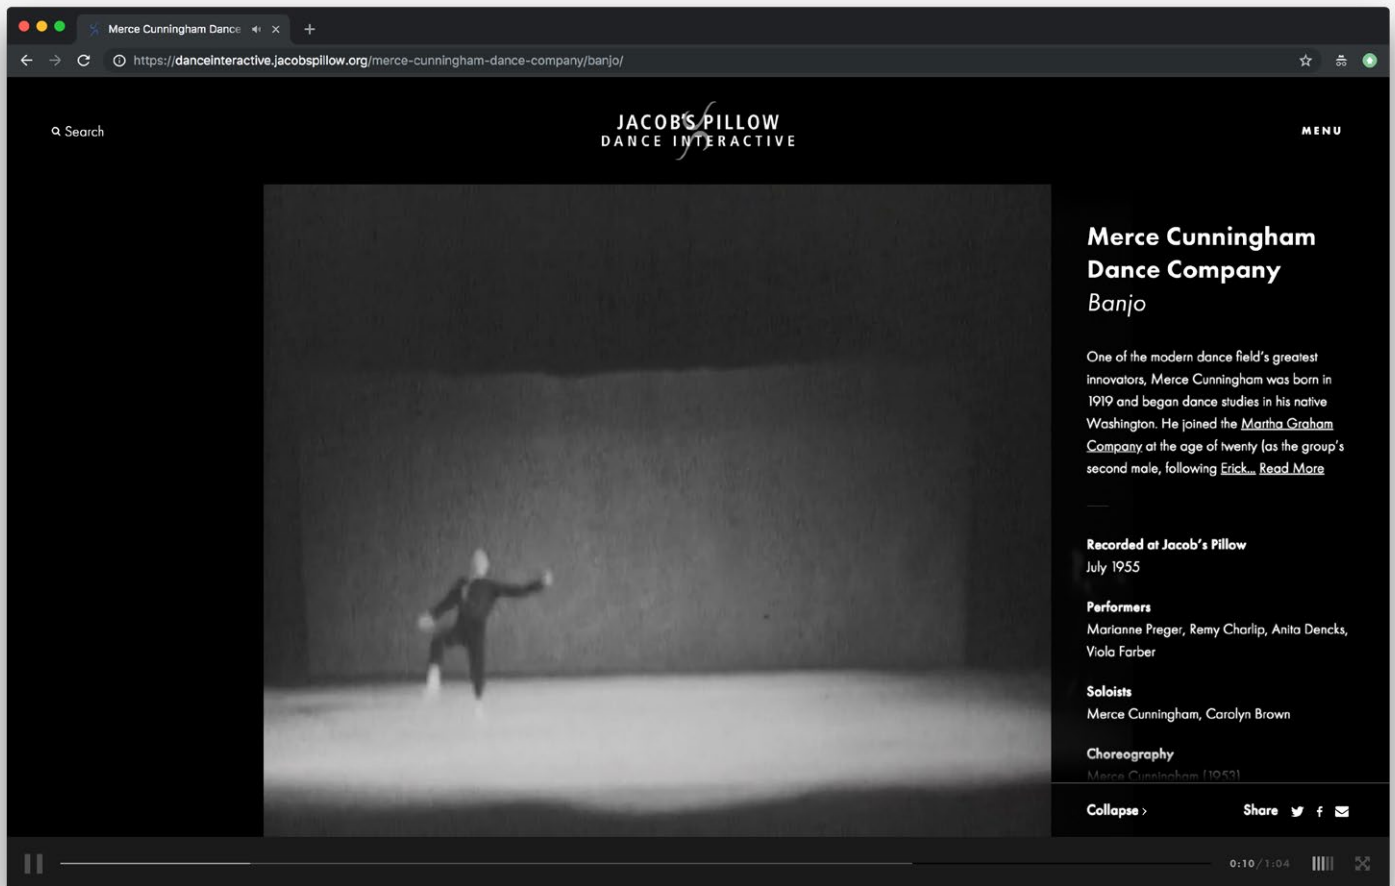 Merce Cunningham Dance
https://danceinteractive.jacobspillow.org/merce-cunningham-dance-company/banjo/
Search
JACOB'S PILLOW
DANCE INTERACTIVE
MENU
Merce Cunningham
Dance Company
Banjo
One of the modern dance field's greatest
innovators, Merce Cunningham was born in
1919 and began dance studies in his native
Washington. He joined the Martha Graham
Company at the age of twenty (as the group's
second male, following Erick... Read More
Recorded at Jacob's Pillow
July 1955
Performers
Marianne Preger, Remy Charlip, Anita Dencks,
Viola Farber
Soloists
Merce Cunningham, Carolyn Brown
Choreography
Merce Cunningham (1953)
Collapse ›
Share
0:10/1:04